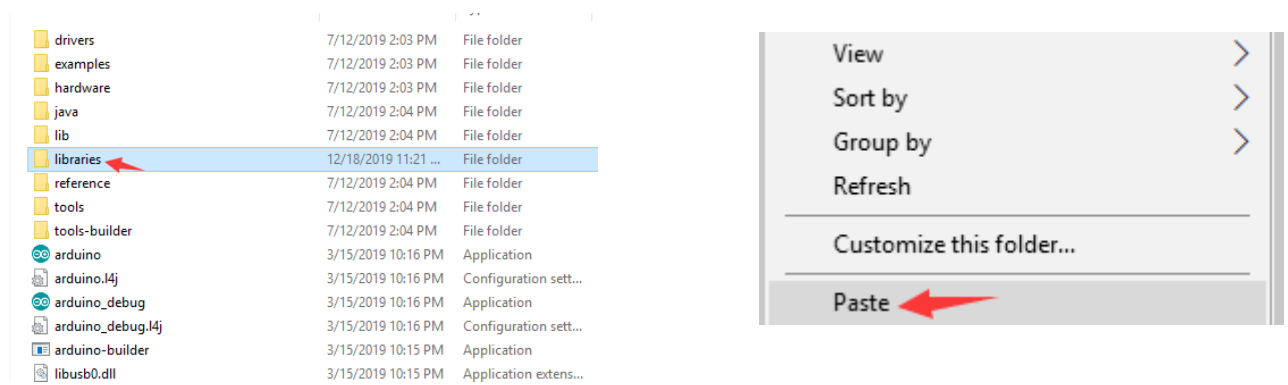 drivers 7/12/2019 2:03 PM File folder
examples 7/12/2019 2:03 PM File folder
hardware 7/12/2019 2:03 PM File folder
java 7/12/2019 2:04 PM File folder
lib 7/12/2019 2:04 PM File folder
libraries 12/18/2019 11:21 ... File folder
reference 7/12/2019 2:04 PM File folder
tools 7/12/2019 2:04 PM File folder
tools-builder 7/12/2019 2:04 PM File folder
arduino 3/15/2019 10:16 PM Application
arduino.l4j 3/15/2019 10:16 PM Configuration sett...
arduino_debug 3/15/2019 10:16 PM Application
arduino_debug.l4j 3/15/2019 10:16 PM Configuration sett...
arduino-builder 3/15/2019 10:15 PM Application
libusb0.dll 3/15/2019 10:15 PM Application extens...
View
Sort by
Group by
Refresh
Customize this folder...
Paste